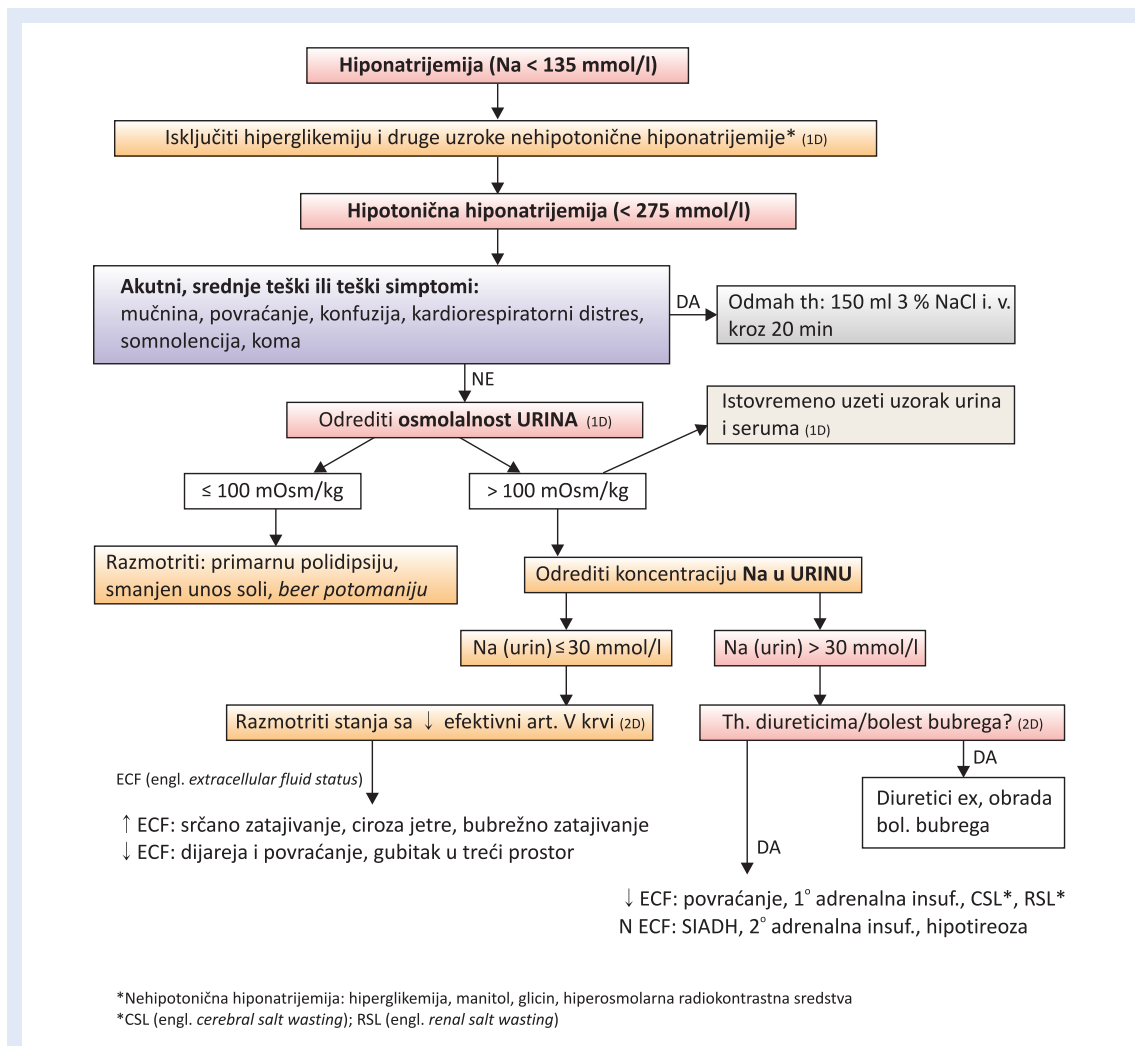 Hiponatrijemija (Na < 135 mmol/l)
Isključiti hiperglikemiju i druge uzroke nehipotonične hiponatrijemije* (1D)
Hipotonična hiponatrijemija (< 275 mmol/l)
Akutni, srednje teški ili teški simptomi:
mučnina, povraćanje, konfuzija, kardiorespiratorni distres,
somnolencija, koma
DA
Odmah th: 150 ml 3 % NaCl i. v.
kroz 20 min
NE
Odrediti osmolalnost URINA (1D)
Istovremeno uzeti uzorak urina
i seruma (1D)
≤ 100 mOsm/kg
> 100 mOsm/kg
Razmotriti: primarnu polidipsiju,
smanjen unos soli, beer potomaniju
Odrediti koncentraciju Na u URINU
Na (urin) ≤ 30 mmol/l
Na (urin) > 30 mmol/l
Razmotriti stanja sa ↓ efektivni art. V krvi (2D)
Th. diureticima/bolest bubrega? (2D)
DA
ECF (engl. extracellular fluid status)
Diuretici ex, obrada
bol. bubrega
↑ ECF: srčano zatajivanje, ciroza jetre, bubrežno zatajivanje
↓ ECF: dijareja i povraćanje, gubitak u treći prostor
DA
↓ ECF: povraćanje, 1° adrenalna insuf., CSL*, RSL*
N ECF: SIADH, 2° adrenalna insuf., hipotireoza
*Nehipotonična hiponatrijemija: hiperglikemija, manitol, glicin, hiperosmolarna radiokontrastna sredstva
*CSL (engl. cerebral salt wasting); RSL (engl. renal salt wasting)